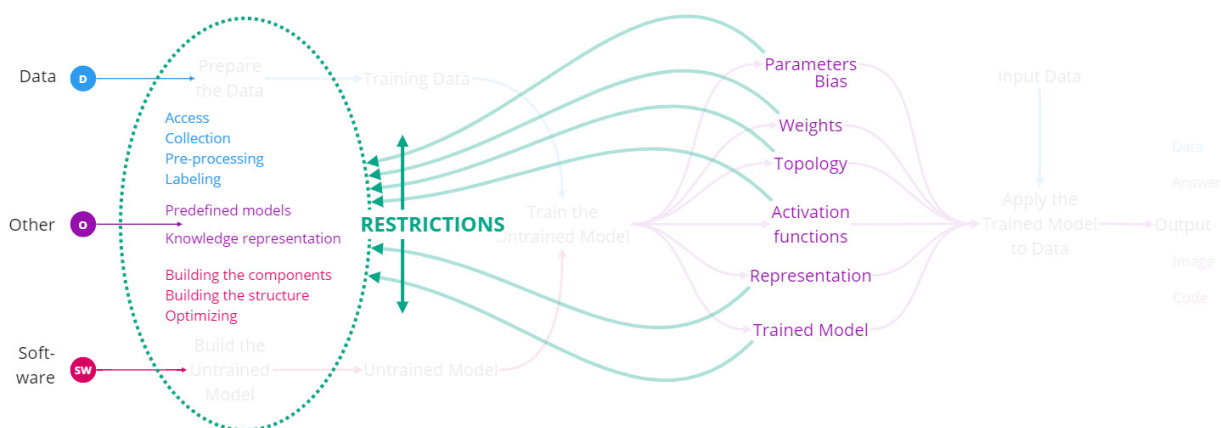 Data
D
Prepare
the Data
Training Data
Access
Collection
Pre-processing
Labeling
Other
O
Predefined models
Knowledge representation
Building the components
Building the structure
Optimizing
Soft-
ware
SW
Build the
Untrained
Model
Untrained Model
RESTRICTIONS
Train the
Untrained Model
Parameters
Bias
Weights
Topology
Activation
functions
Representation
Trained Model
Input Data
Apply the
Trained Model
to Data
Output
Data
Answer
Image
Code